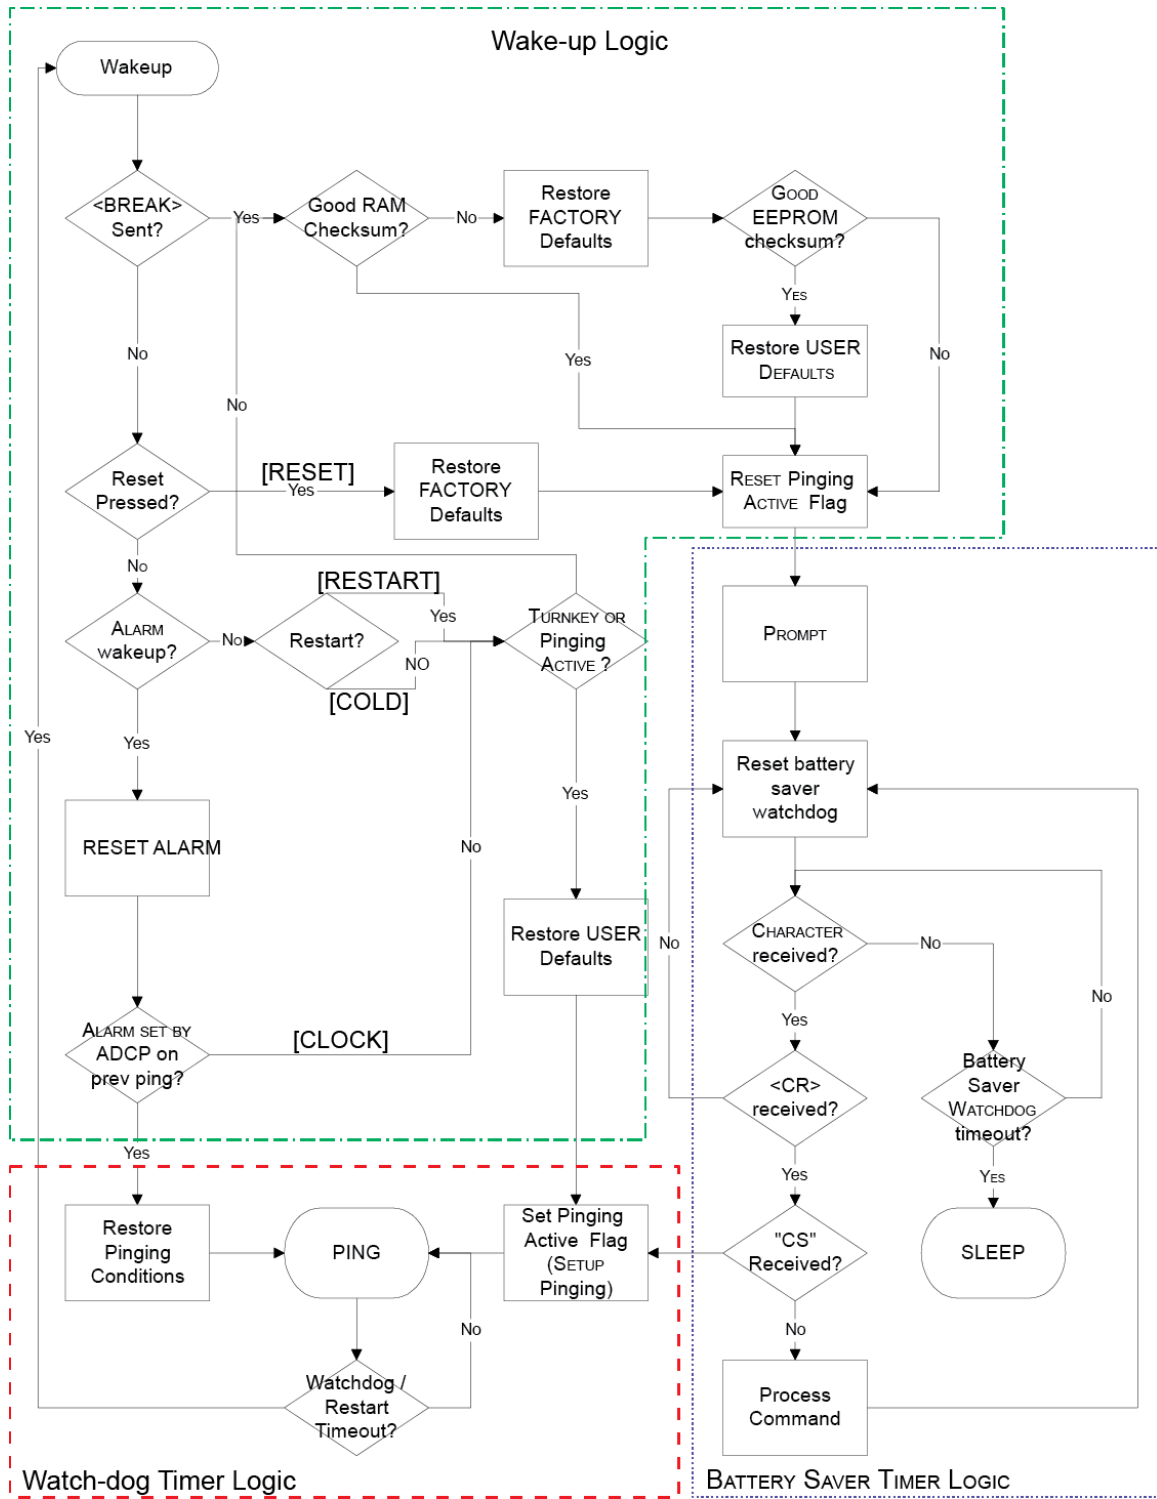 Wake-up Logic
Wakeup
<BREAK>
Sent?
Yes
Good RAM
Checksum?
No
Restore
FACTORY
Defaults
GOOD
EEPROM
checksum?
YES
No
Restore USER
DEFAULTS
Yes
No
No
Reset
Pressed?
[RESET]
Yes
Restore
FACTORY
Defaults
RESET Pinging
ACTIVE Flag
No
[RESTART]
Yes
ALARM
wakeup?
No
Restart?
NO
[COLD]
TURNKEY OR
Pinging
ACTIVE ?
PROMPT
Yes
Yes
Yes
Reset battery
saver
watchdog
RESET ALARM
No
Restore USER
Defaults
No
CHARACTER
received?
No
No
Yes
ALARM SET BY
ADCP on
prev ping?
[CLOCK]
<CR>
received?
Battery
Saver
WATCHDOG
timeout?
Yes
Yes
YES
Restore
Pinging
Conditions
PING
Set Pinging
Active Flag
(SETUP
Pinging)
"CS"
Received?
SLEEP
No
No
Watchdog /
Restart
Timeout?
Process
Command
Watch-dog Timer Logic
BATTERY SAVER TIMER LOGIC